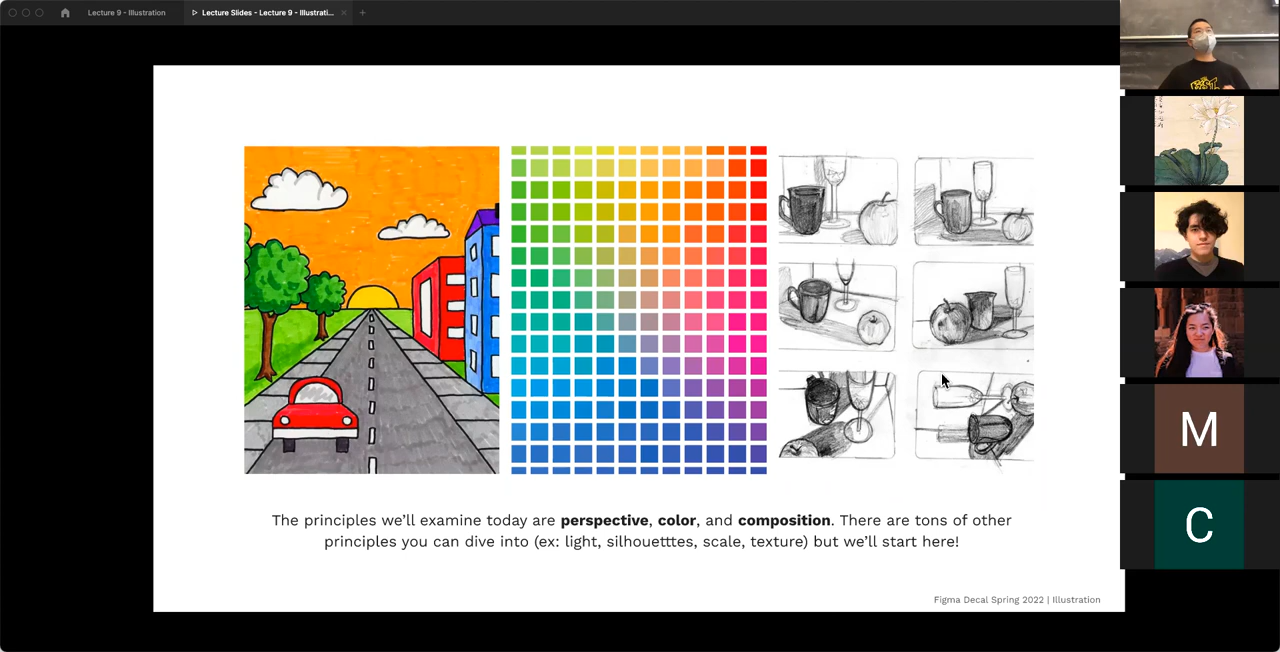 Lecture 9 - Illustration
Lecture Slides - Lecture 9 - Illustrati...
The principles we'll examine today are perspective, color, and composition. There are tons of other
principles you can dive into (ex: light, silhouetttes, scale, texture) but we'll start here!
Figma Decal Spring 2022 | Illustration
M
C